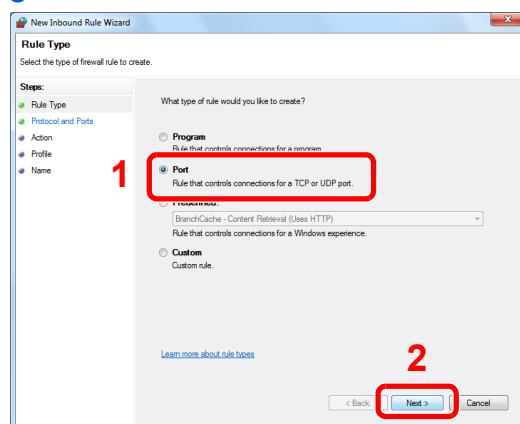 New Inbound Rule Wizard
Rule Type
Select the type of firewall rule to create.
Steps:
Rule Type
Protocol and Ports
Action
Profile
Name
What type of rule would you like to create?
Program
Rule that controls connections for a program.
1
Port
Rule that controls connections for a TCP or UDP port.
Predefined:
BranchCache - Content Retrieval (Uses HTTP)
Rule that controls connections for a Windows experience.
Custom
Custom rule.
Learn more about rule types
2
< Back
Next >
Cancel